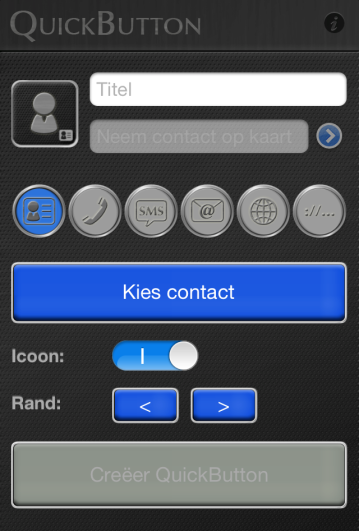 QuickButton
i
Titel
Neem contact op kaart
SMS
@
://...
Kies contact
Icoon:
Rand:
< >
Creëer QuickButton